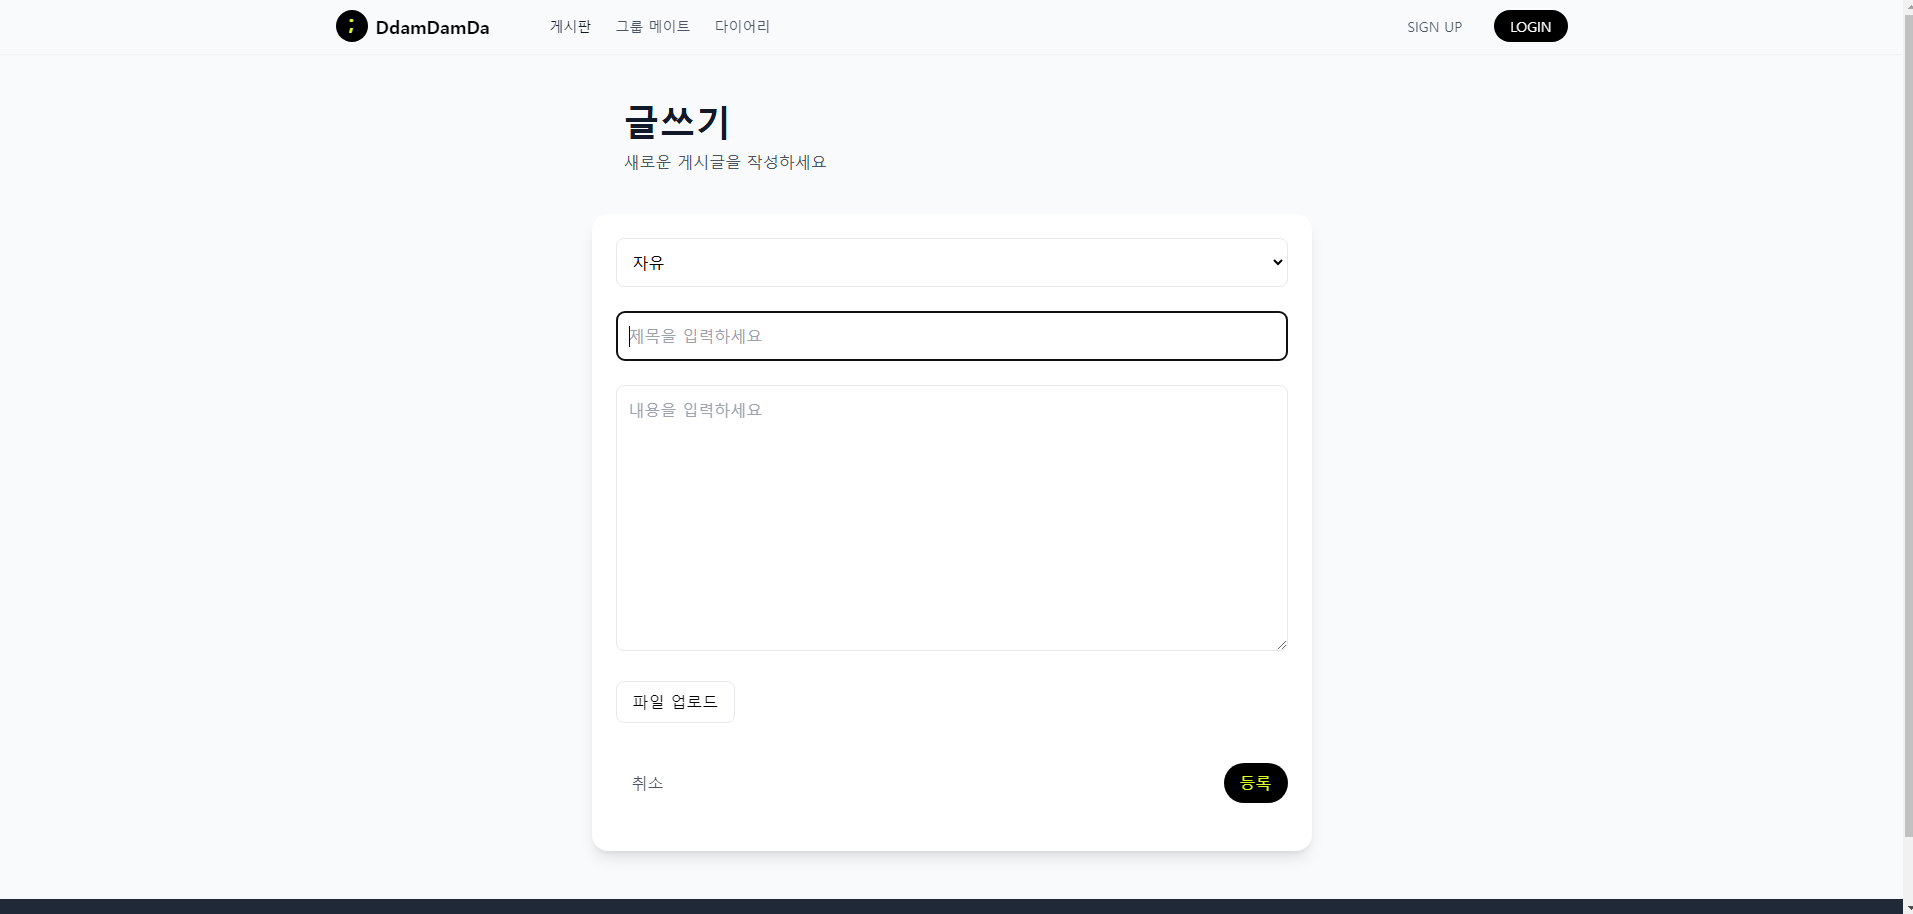 ; DdamDamDa 게시판 그룹 메이트 다이어리 SIGN UP LOGIN
글쓰기
새로운 게시글을 작성하세요
자유
제목을 입력하세요
내용을 입력하세요
파일 업로드
취소 등록